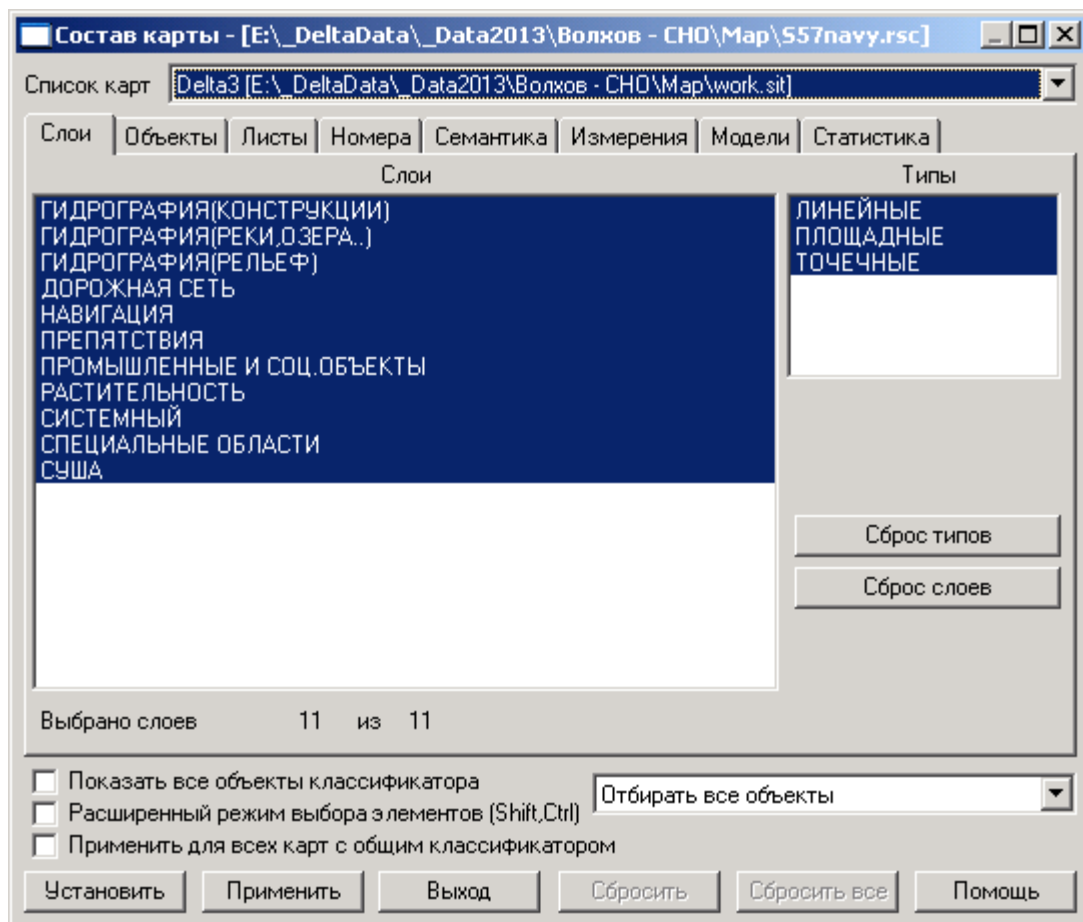 Состав карты - [E:\_DeltaData\_Data2013\Волхов - СНО\Map\S57navy.rsc]
Список карт Delta3 [E:\_DeltaData\_Data2013\Волхов - СНО\Map\work.sit]
Слои Объекты Листы Номера Семантика Измерения Модели Статистика
Слои Типы
ГИДРОГРАФИЯ(КОНСТРУКЦИИ)
ГИДРОГРАФИЯ(РЕКИ,ОЗЕРА..)
ГИДРОГРАФИЯ(РЕЛЬЕФ)
ДОРОЖНАЯ СЕТЬ
НАВИГАЦИЯ
ПРЕПЯТСТВИЯ
ПРОМЫШЛЕННЫЕ И СОЦ.ОБЪЕКТЫ
РАСТИТЕЛЬНОСТЬ
СИСТЕМНЫЙ
СПЕЦИАЛЬНЫЕ ОБЛАСТИ
СУША
ЛИНЕЙНЫЕ
ПЛОЩАДНЫЕ
ТОЧЕЧНЫЕ
Сброс типов
Сброс слоев
Выбрано слоев 11 из 11
Показать все объекты классификатора
Расширенный режим выбора элементов (Shift,Ctrl)
Применить для всех карт с общим классификатором
Отбирать все объекты
Установить Применить Выход Сбросить Сбросить все Помощь